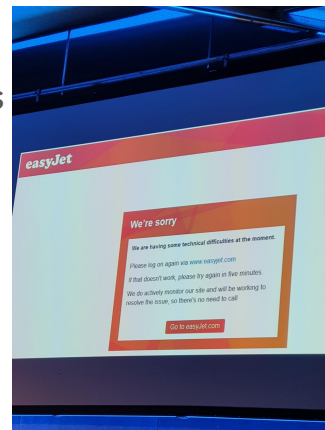 s
easyJet
We're sorry
We are having some technical difficulties at the moment.
Please log on again via www.easyjet.com
If that doesn't work, please try again in five minutes.
We do actively monitor our site and will be working to
resolve the issue, so there's no need to call
Go to easyJet.com